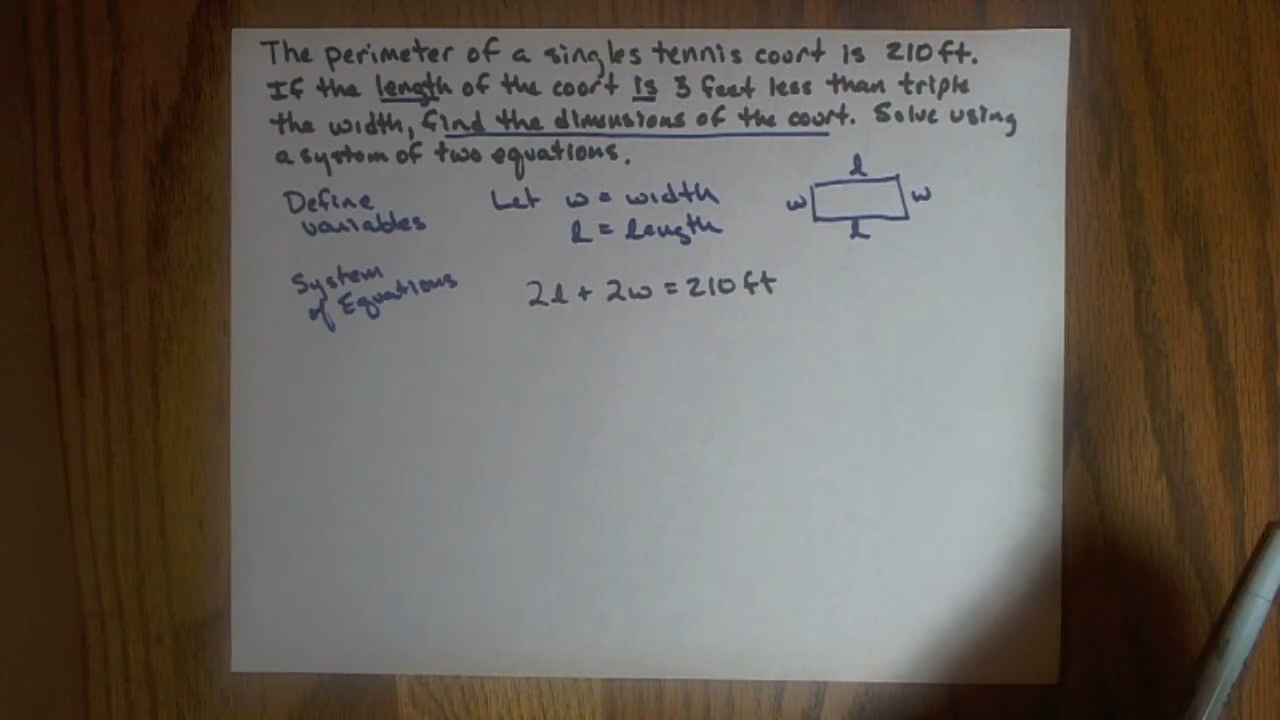 The perimeter of a singles tennis court is 210 ft.
If the length of the court is 3 feet less than triple
the width, find the dimensions of the court. Solve using
a system of two equations.
l
Define Let w = width w w
variables l = length l
System
of Equations 2l + 2w = 210 ft